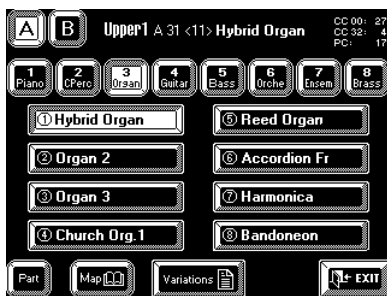 A B Upper1 A 31 <11> Hybrid Organ CC 00: 27
CC 32: 4
PC: 17
1 2 3 4 5 6 7 8
Piano CPerc Organ Guitar Bass Orche Ensem Brass
① Hybrid Organ ⑤ Reed Organ
② Organ 2 ⑥ Accordion Fr
③ Organ 3 ⑦ Harmonica
④ Church Org.1 ⑧ Bandoneon
Part Map Variations EXIT